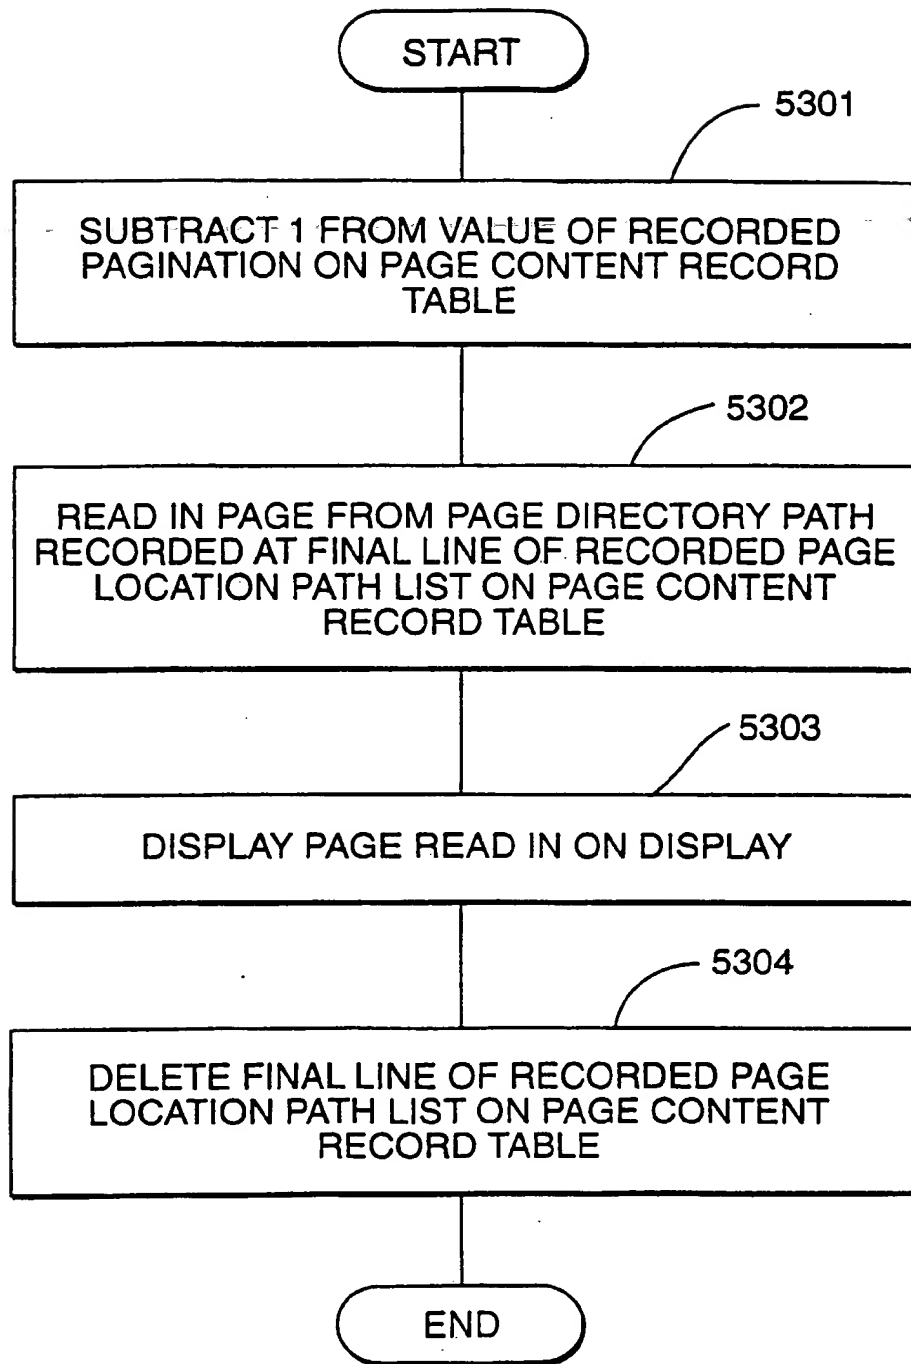 START
5301
SUBTRACT 1 FROM VALUE OF RECORDED
PAGINATION ON PAGE CONTENT RECORD
TABLE
5302
READ IN PAGE FROM PAGE DIRECTORY PATH
RECORDED AT FINAL LINE OF RECORDED PAGE
LOCATION PATH LIST ON PAGE CONTENT
RECORD TABLE
5303
DISPLAY PAGE READ IN ON DISPLAY
5304
DELETE FINAL LINE OF RECORDED PAGE
LOCATION PATH LIST ON PAGE CONTENT
RECORD TABLE
END